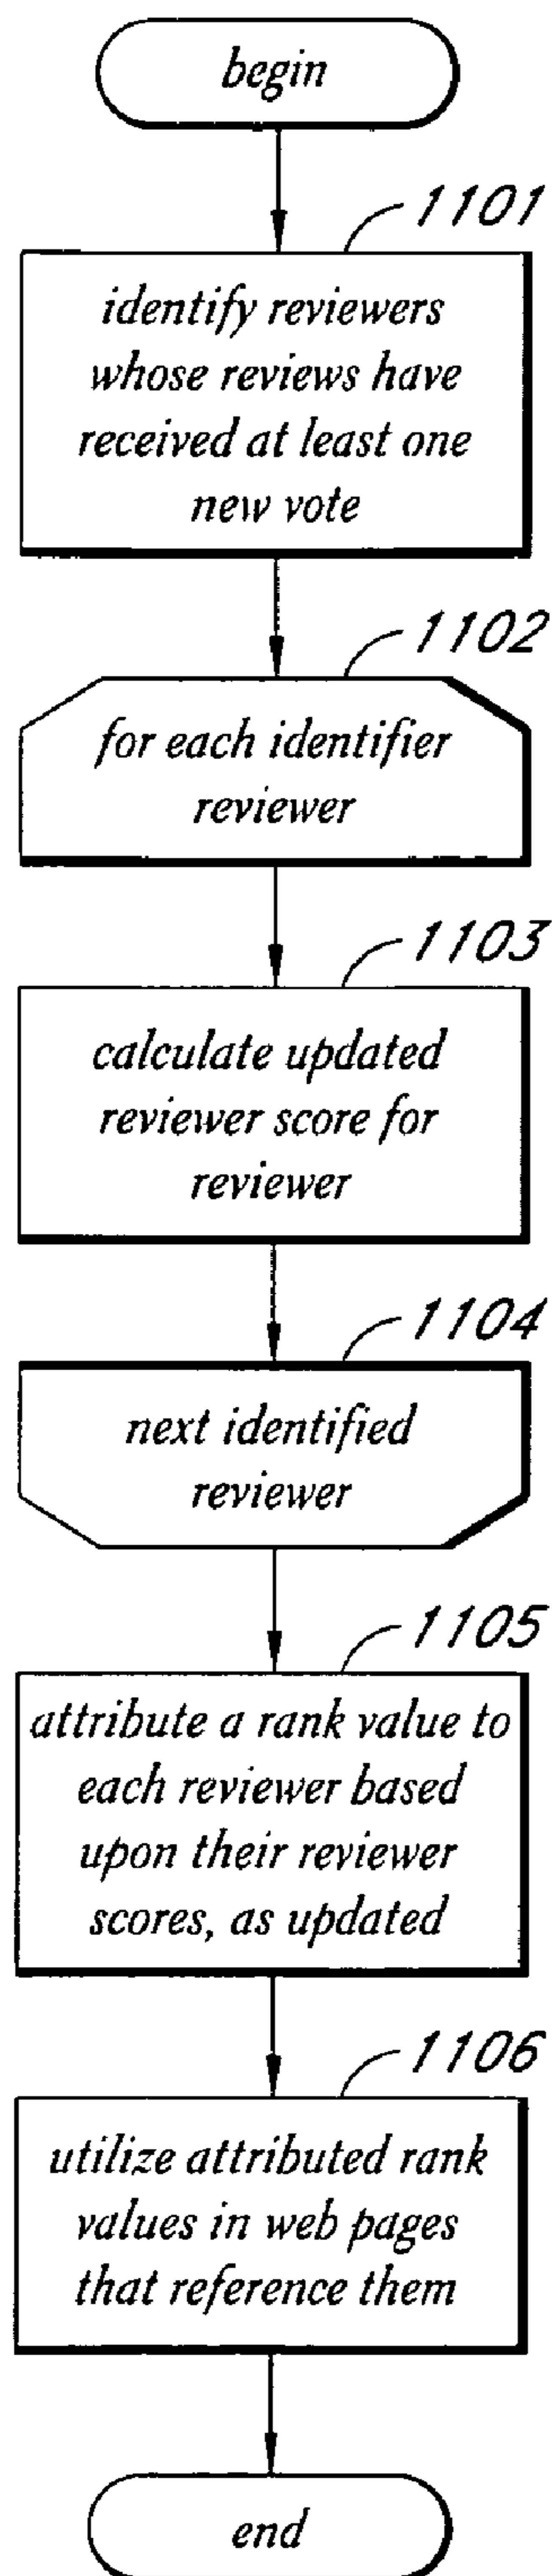 begin
1101
identify reviewers
whose reviews have
received at least one
new vote
1102
for each identifier
reviewer
1103
calculate updated
reviewer score for
reviewer
1104
next identified
reviewer
1105
attribute a rank value to
each reviewer based
upon their reviewer
scores, as updated
1106
utilize attributed rank
values in web pages
that reference them
end